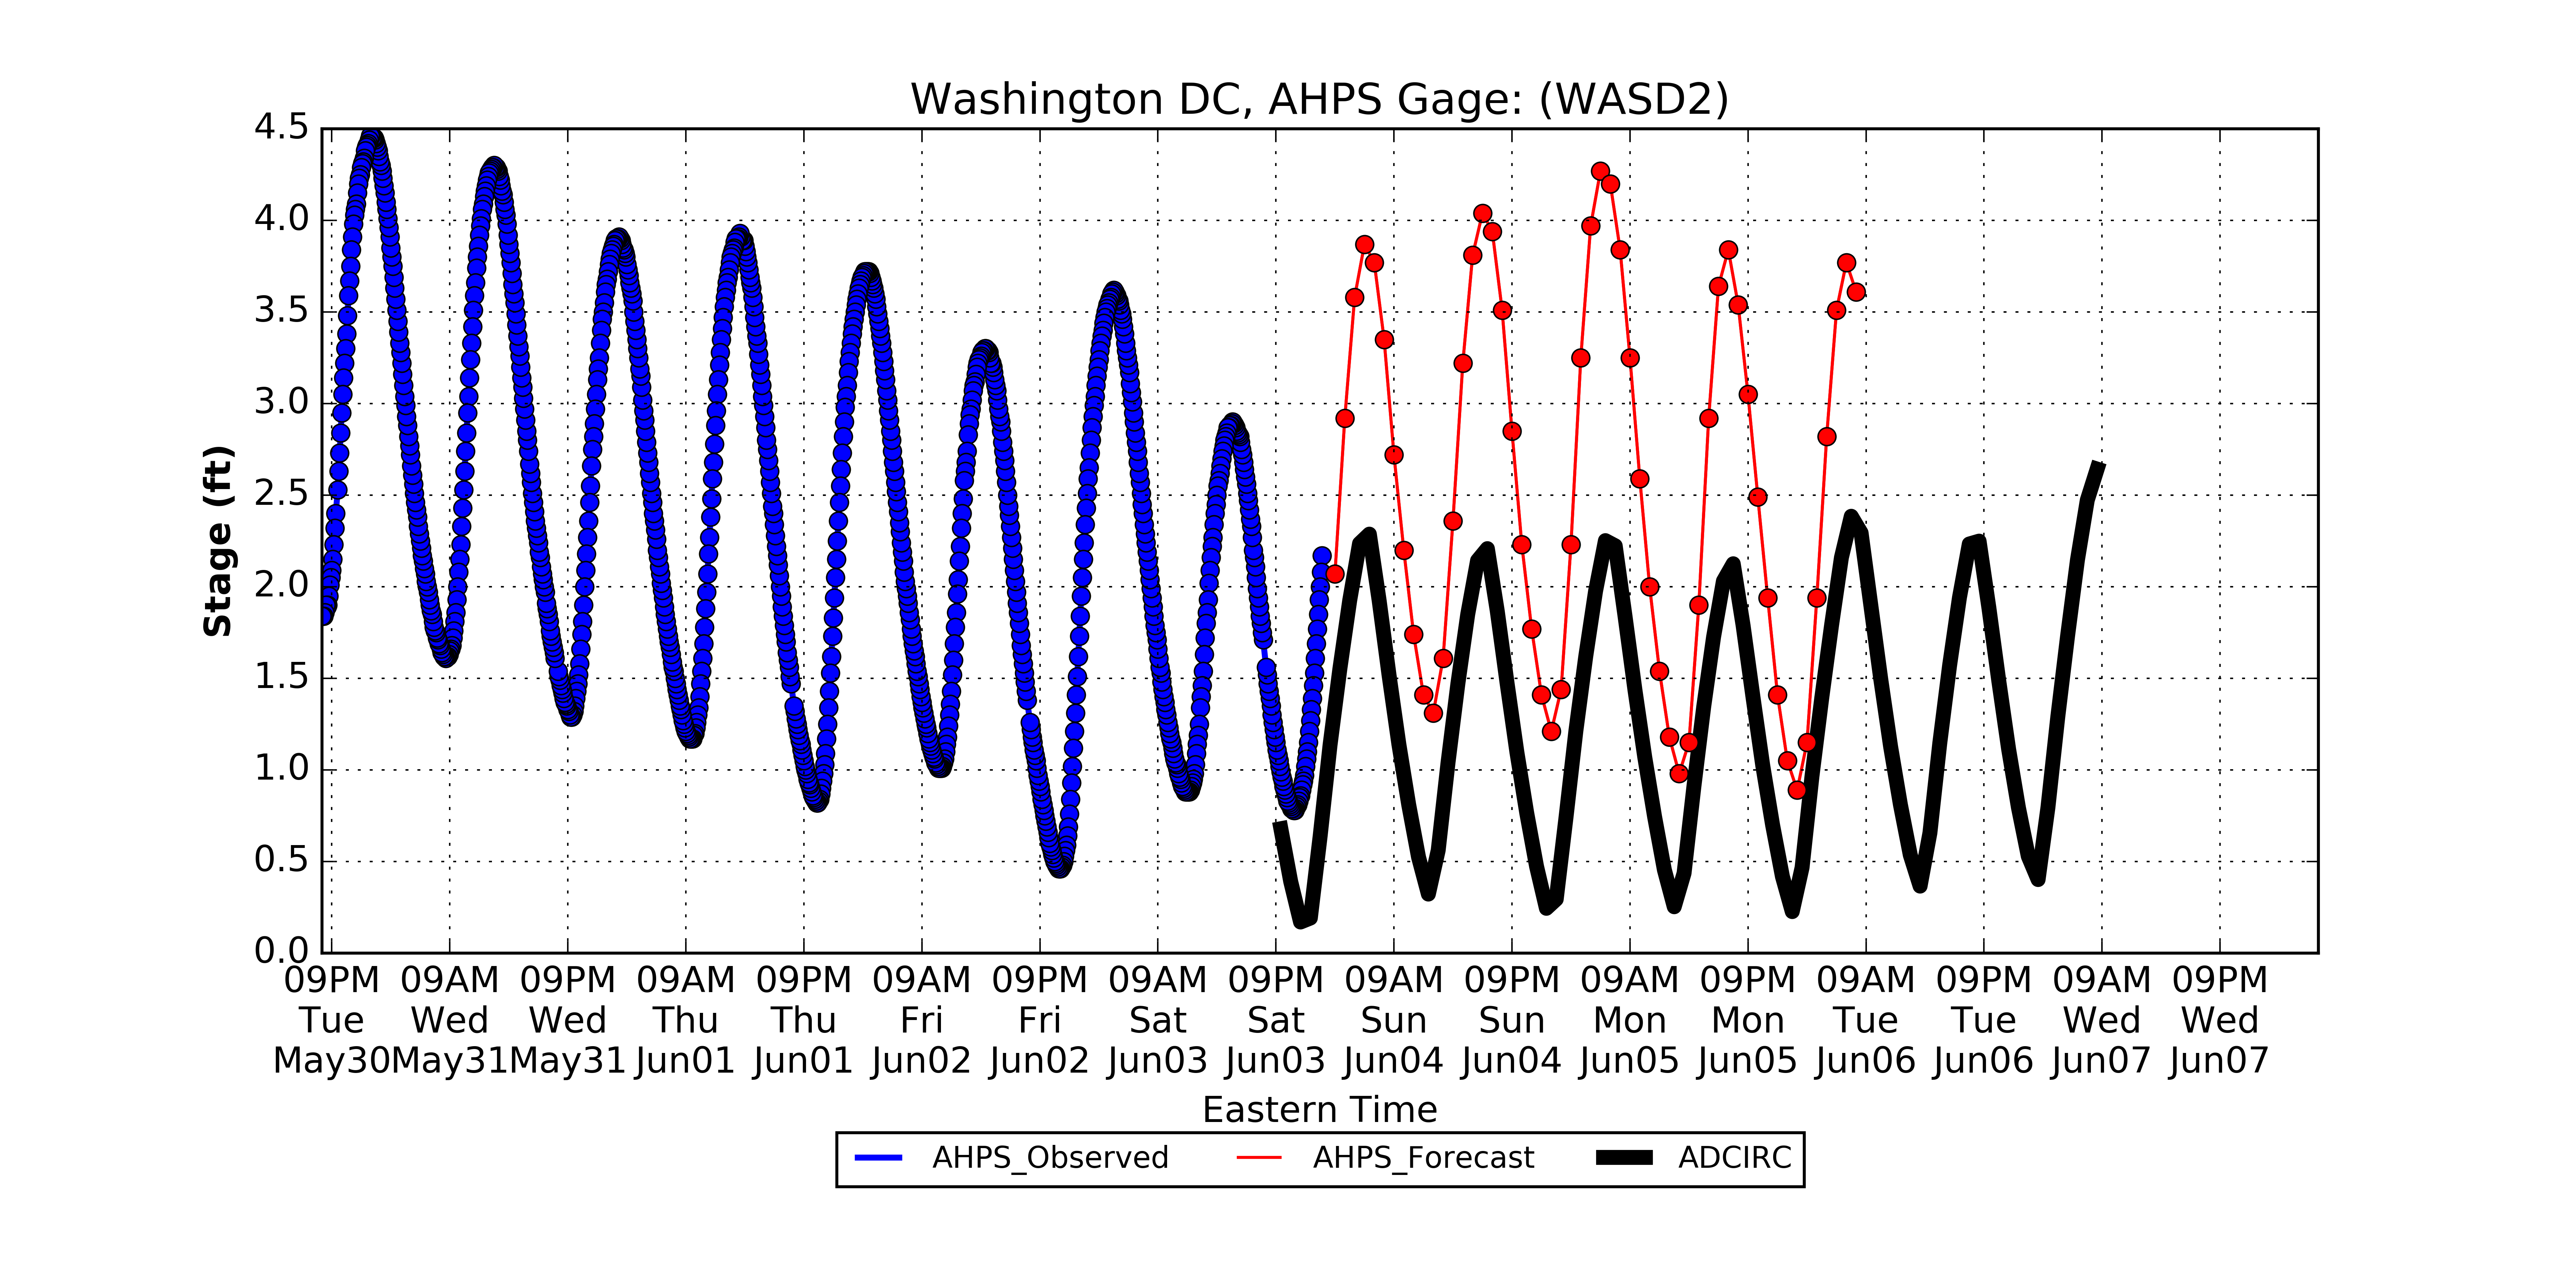 Washington DC, AHPS Gage: (WASD2)
Stage (ft)
4.5
4.0
3.5
3.0
2.5
2.0
1.5
1.0
0.5
0.0
09PM 09AM 09PM 09AM 09PM 09AM 09PM 09AM 09PM 09AM 09PM 09AM 09PM 09AM 09PM 09AM 09PM
Tue Wed Wed Thu Thu Fri Fri Sat Sat Sun Sun Mon Mon Tue Tue Wed Wed
May30 May31 May31 Jun01 Jun01 Jun02 Jun02 Jun03 Jun03 Jun04 Jun04 Jun05 Jun05 Jun06 Jun06 Jun07 Jun07
Eastern Time
AHPS_Observed AHPS_Forecast ADCIRC